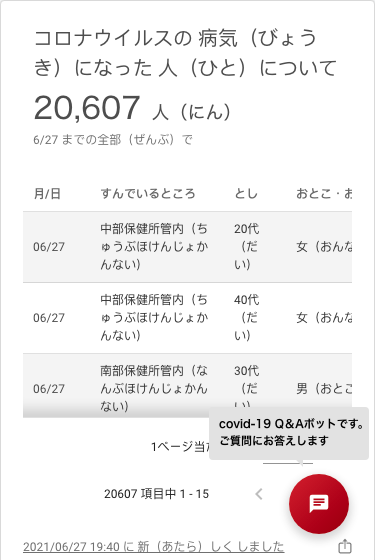 コロナウイルスの 病気（びょう
き）になった 人（ひと）について
20,607 人（にん）
6/27 までの全部（ぜんぶ）で
月/日 すんでいるところ とし おとこ・お
06/27 中部保健所管内（ち
ゅうぶほけんじょか
んない） 20代
（だ
い） 女（おんな
06/27 中部保健所管内（ち
ゅうぶほけんじょか
んない） 40代
（だ
い） 女（おんな
06/27 南部保健所管内（な
んぶほけんじょかん
ない） 30代
（だ
い） 男（おとこ
covid-19 Q&Aボットです。
ご質問にお答えします
1ページ当
20607 項目中 1 - 15
2021/06/27 19:40 に 新（あたら）しく しました